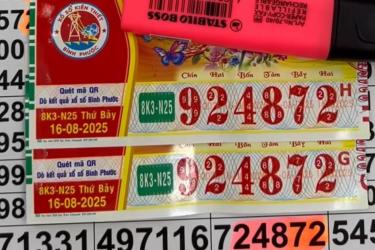 XỔ SỐ KIẾN THIẾT
BÌNH PHƯỚC
STABILO BOSS
Chín Hai Bốn Tám Bảy Hai
Quét mã QR
Dò kết quả xổ số Bình Phước
8K3-N25 Thứ Bảy
16-08-2025
8K3-N25
924872
H
Quét mã QR
Dò kết quả xổ số Bình Phước
8K3-N25 Thứ Bảy
16-08-2025
8K3-N25
924872
G
71331 497116 724872 545